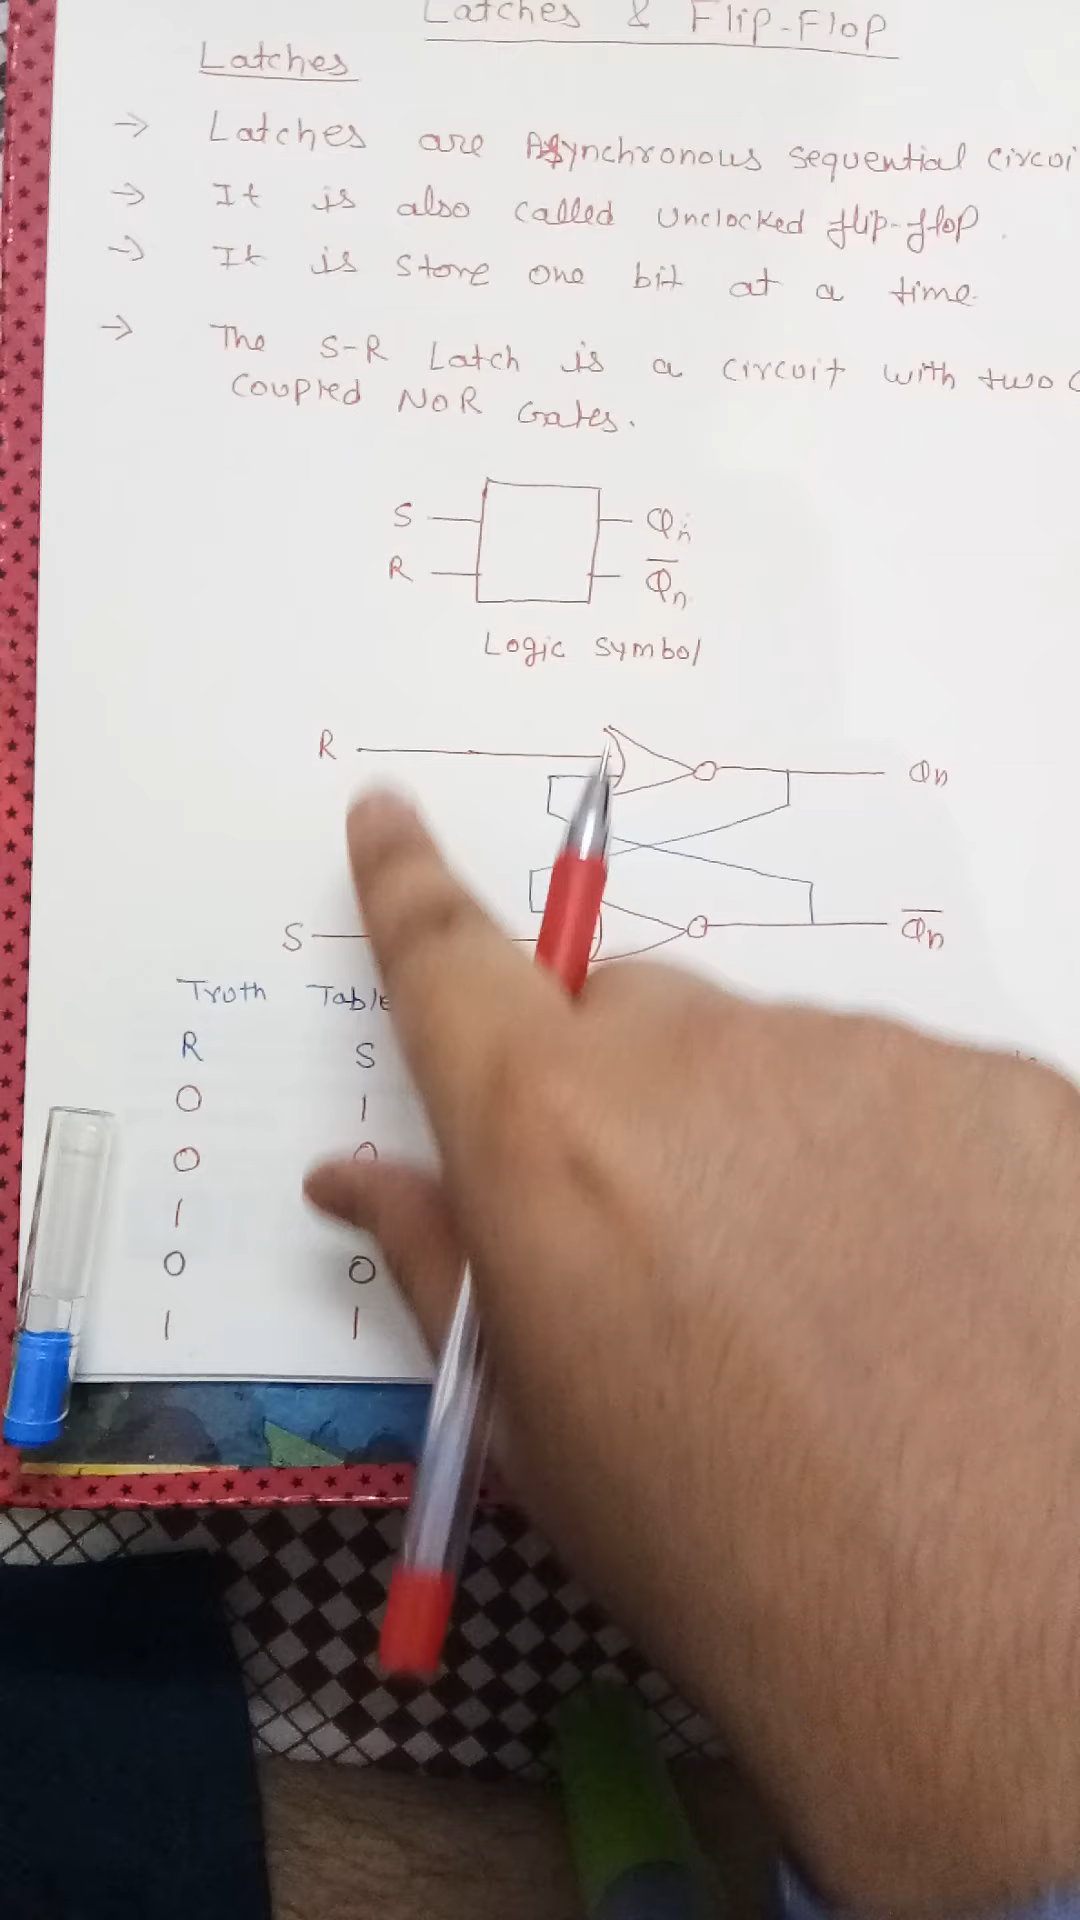 Latches & Flip-Flop
Latches
→ Latches are Asynchronous sequential circui
→ It is also called Unclocked flip-flop.
→ It is store one bit at a time.
→ The S-R Latch is a circuit with two
Coupled NOR Gates.
S Qn
R Q̅n
Logic symbol
R Qn
S Q̅n
Truth Table
R S
0 1
0 0
1
0 0
1 1